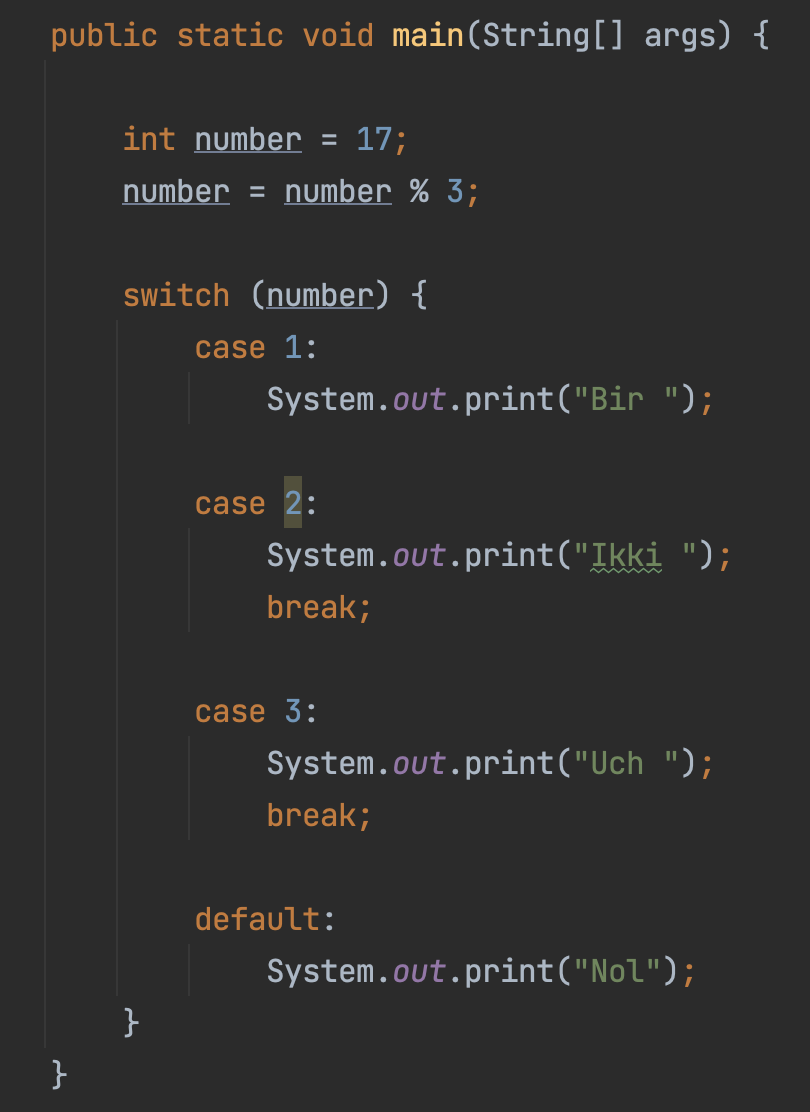 public static void main(String[] args) {
int number = 17;
number = number % 3;
switch (number) {
case 1:
System.out.print("Bir ");
case 2:
System.out.print("Ikki ");
break;
case 3:
System.out.print("Uch ");
break;
default:
System.out.print("Nol");
}
}